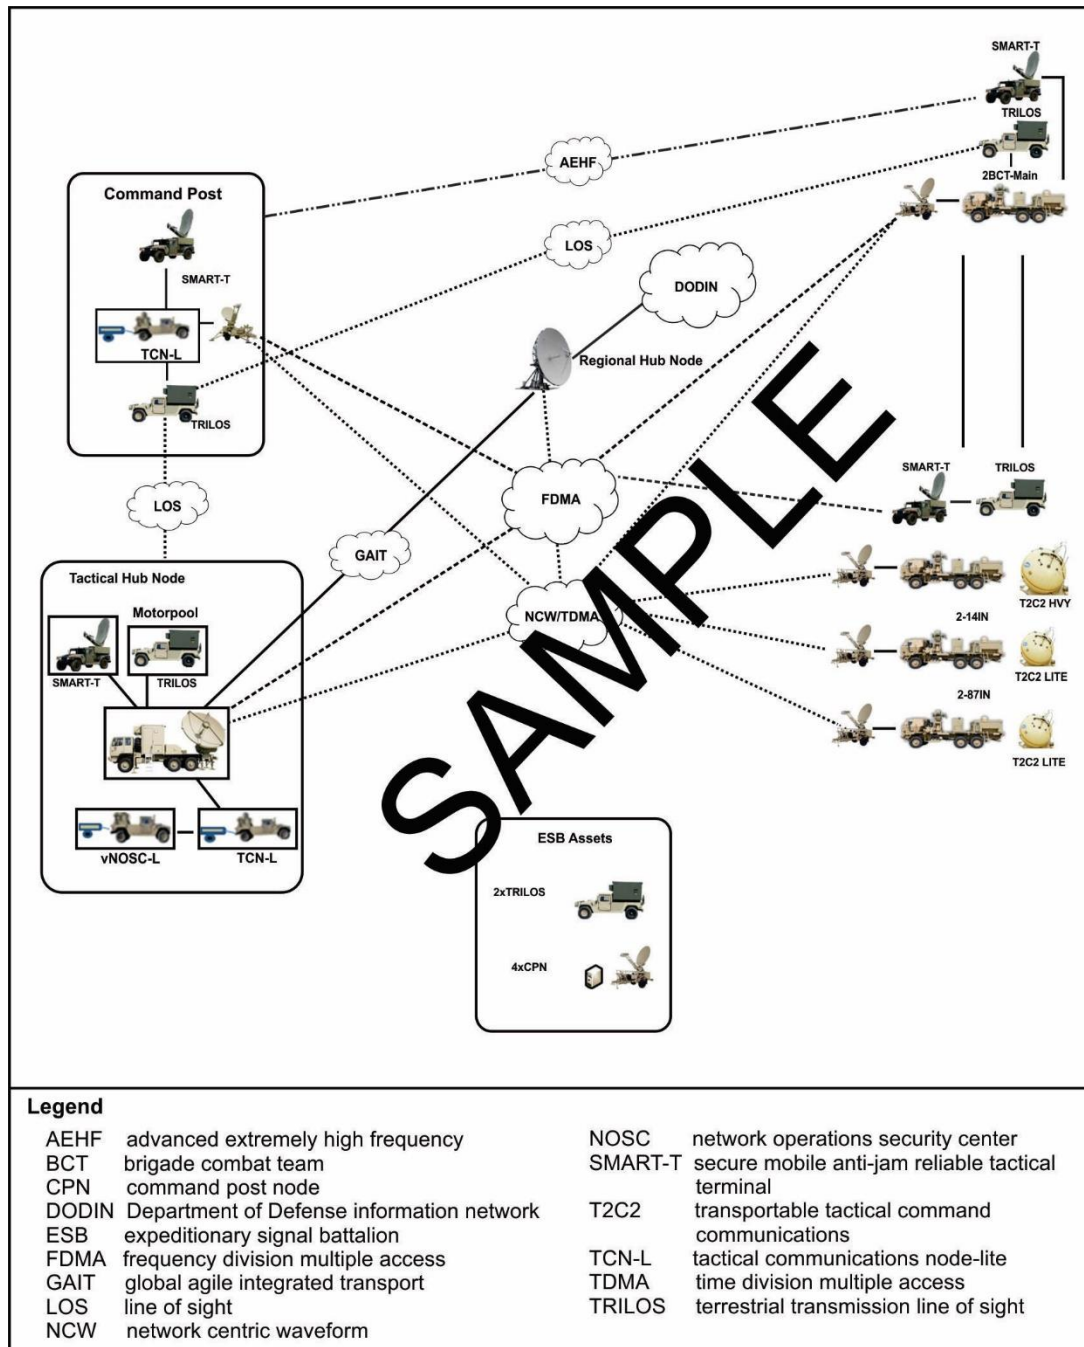 SMART-T
TRILOS
AEHF
2BCT-Main
Command Post
LOS
SMART-T
DODIN
TCN-L
Regional Hub Node
TRILOS
SMART-T
TRILOS
FDMA
LOS
GAIT
Tactical Hub Node
Motorpool
NCW/TDMA
T2C2 HVY
2-14IN
SMART-T
TRILOS
T2C2 LITE
2-87IN
T2C2 LITE
vNOSC-L
TCN-L
SAMPLE
ESB Assets
2xTRILOS
4xCPN
Legend
AEHF advanced extremely high frequency
BCT brigade combat team
CPN command post node
DODIN Department of Defense information network
ESB expeditionary signal battalion
FDMA frequency division multiple access
GAIT global agile integrated transport
LOS line of sight
NCW network centric waveform
NOSC network operations security center
SMART-T secure mobile anti-jam reliable tactical
terminal
T2C2 transportable tactical command
communications
TCN-L tactical communications node-lite
TDMA time division multiple access
TRILOS terrestrial transmission line of sight